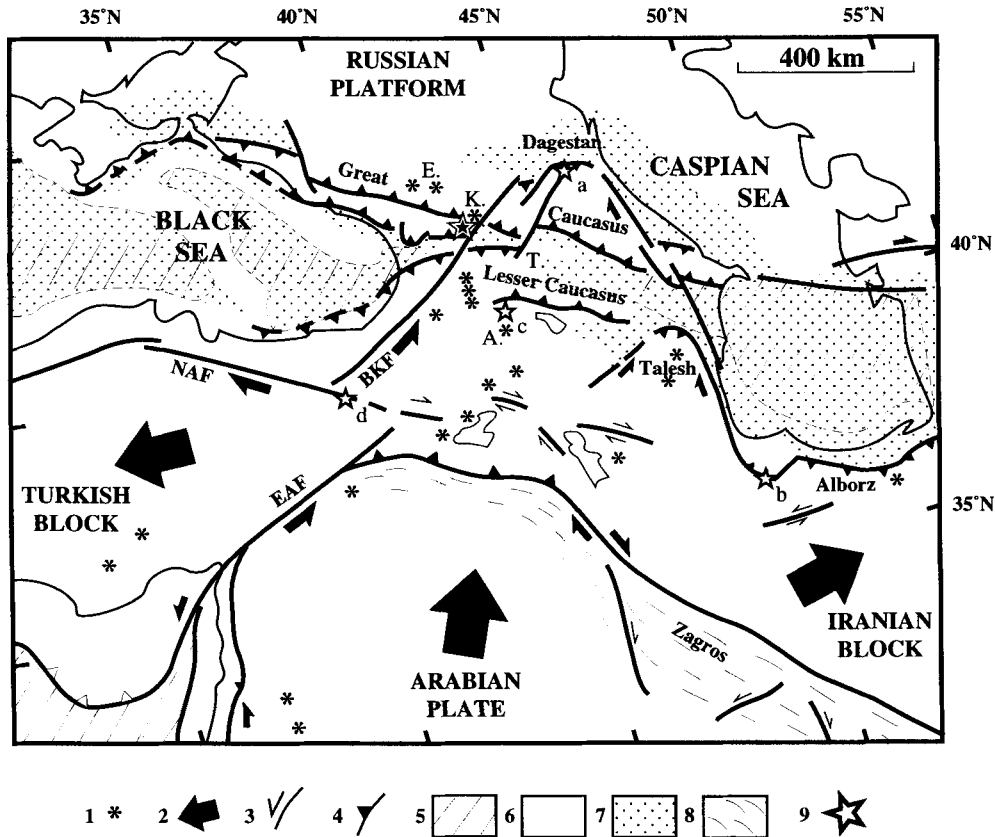 35°N 40°N 45°N 50°N 55°N
400 km
RUSSIAN
PLATFORM
Dagestan
a
CASPIAN
SEA
Great
E.
K.
BLACK
SEA
Caucasus
40°N
T.
Lesser Caucasus
A.
c
BKF
Talesh
NAF
d
Alborz
b
EAF
TURKISH
BLOCK
35°N
IRANIAN
BLOCK
Zagros
ARABIAN
PLATE
1 2 3 4 5 6 7 8 9